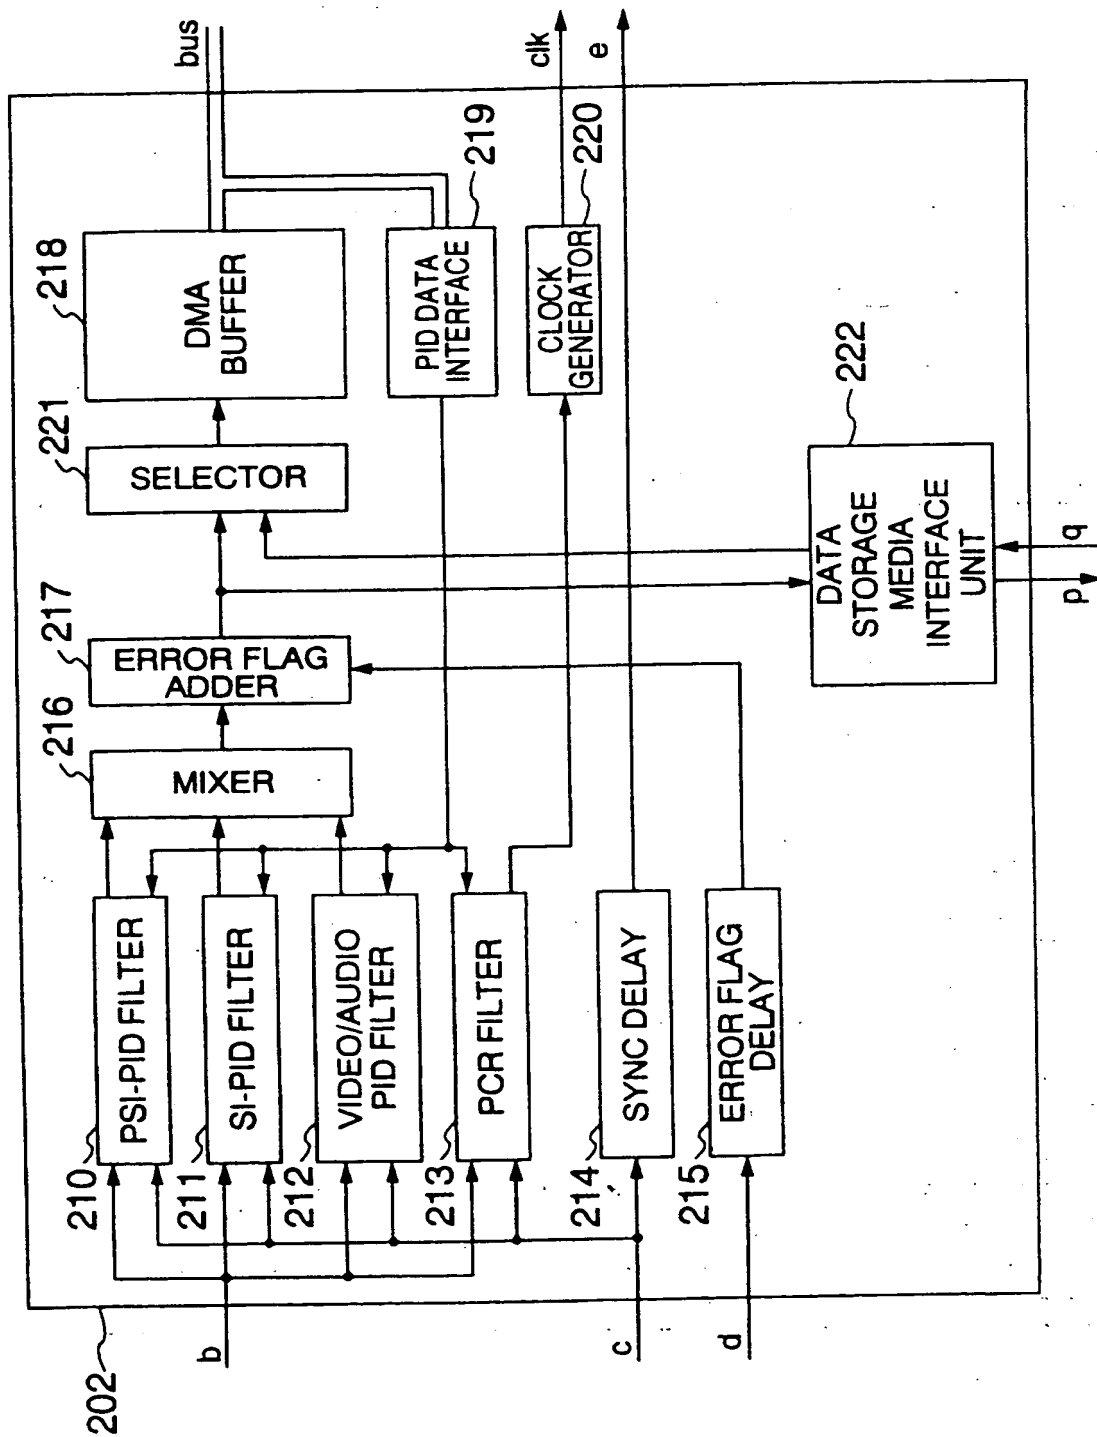 202
b
c
d
210
PSI-PID FILTER
211
SI-PID FILTER
212
VIDEO/AUDIO
PID FILTER
213
PCR FILTER
214
SYNC DELAY
215
ERROR FLAG
DELAY
216
MIXER
217
ERROR FLAG
ADDER
221
SELECTOR
218
DMA
BUFFER
219
PID DATA
INTERFACE
220
CLOCK
GENERATOR
222
DATA
STORAGE
MEDIA
INTERFACE
UNIT
bus
clk
e
p
q